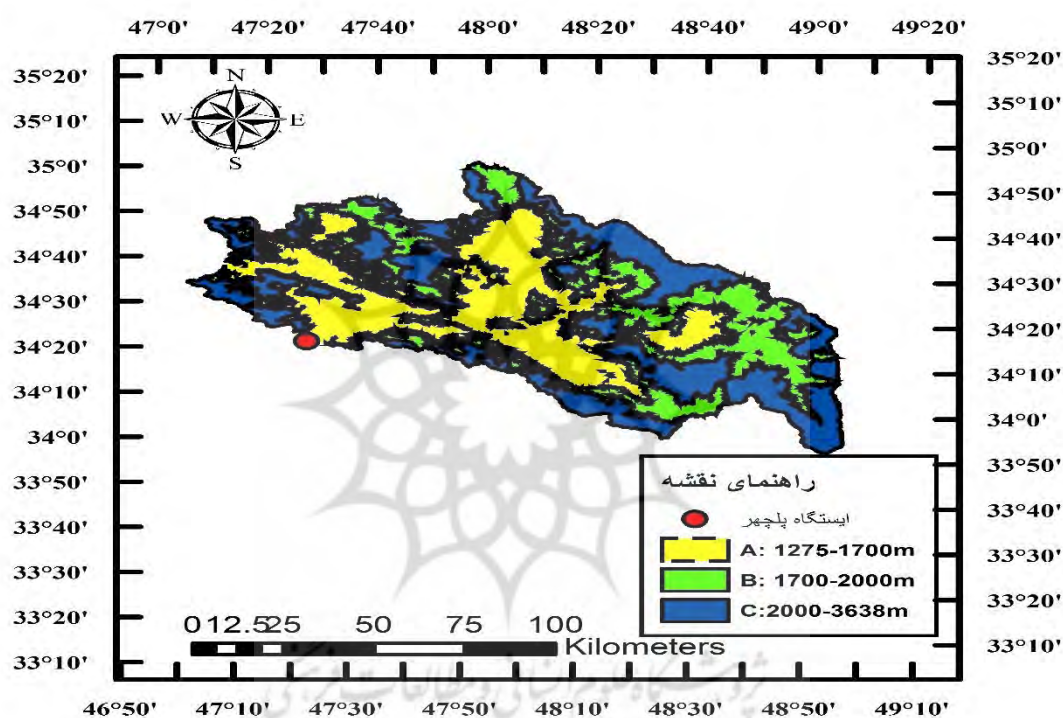 47°0' 47°20' 47°40' 48°0' 48°20' 48°40' 49°0' 49°20'
35°20' 35°20'
35°10' 35°10'
35°0' 35°0'
34°50' 34°50'
34°40' 34°40'
34°30' 34°30'
34°20' 34°20'
34°10' 34°10'
34°0' 34°0'
33°50' 33°50'
33°40' 33°40'
33°30' 33°30'
33°20' 33°20'
33°10' 33°10'
N
W E
S
راهنمای نقشه
ایستگاه پلچهر
A: 1275-1700m
B: 1700-2000m
C:2000-3638m
0 12.5 25 50 75 100
Kilometers
پژوهشگاه علوم انسانی و مطالعات فرهنگی
46°50' 47°10' 47°30' 47°50' 48°10' 48°30' 48°50' 49°10'